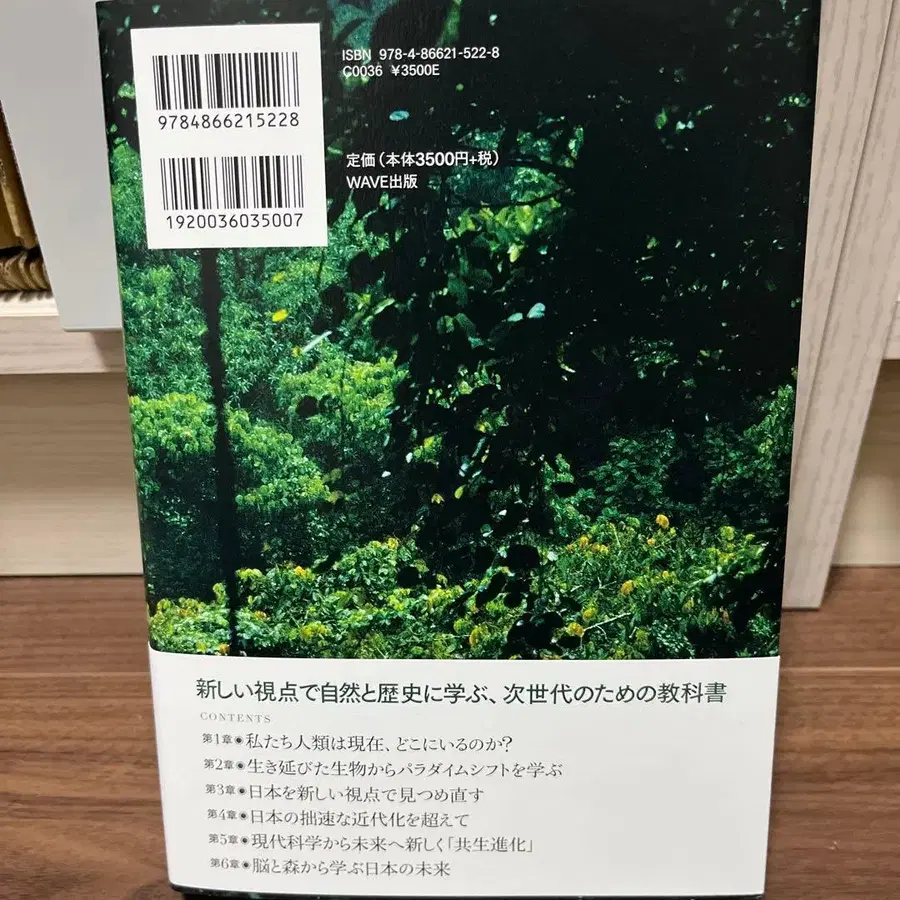 9784866215228
1920036035007
ISBN 978-4-86621-522-8
C0036 ¥3500E
定価（本体3500円+税）
WAVE出版
新しい視点で自然と歴史に学ぶ、次世代のための教科書
CONTENTS
第1章◉私たち人類は現在、どこにいるのか?
第2章◉生き延びた生物からパラダイムシフトを学ぶ
第3章◉日本を新しい視点で見つめ直す
第4章◉日本の拙速な近代化を超えて
第5章◉現代科学から未来へ新しく「共生進化」
第6章◉脳と森から学ぶ日本の未来